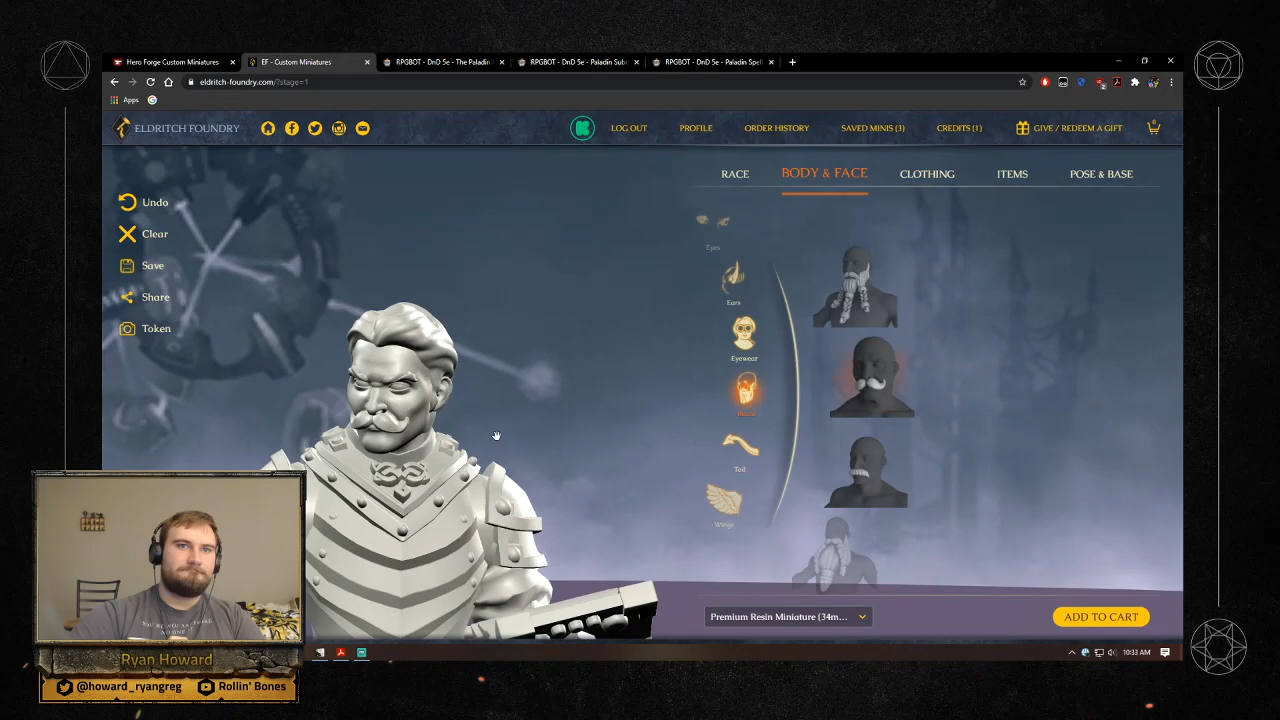 Hero Forge Custom Miniatures
EF - Custom Miniatures
RPGBOT - DnD 5e - The Paladin
RPGBOT - DnD 5e - Paladin Sub
RPGBOT - DnD 5e - Paladin Spell
eldritch-foundry.com/?stage=1
Apps
ELDRITCH FOUNDRY
LOG OUT
PROFILE
ORDER HISTORY
SAVED MINIS (3)
CREDITS (1)
GIVE / REDEEM A GIFT
0
RACE
BODY & FACE
CLOTHING
ITEMS
POSE & BASE
Undo
Clear
Save
Share
Token
Eyes
Ears
Eyewear
Tail
Wings
Premium Resin Miniature (34m...
ADD TO CART
10:33 AM
Ryan Howard
@howard_ryangreg
Rollin' Bones